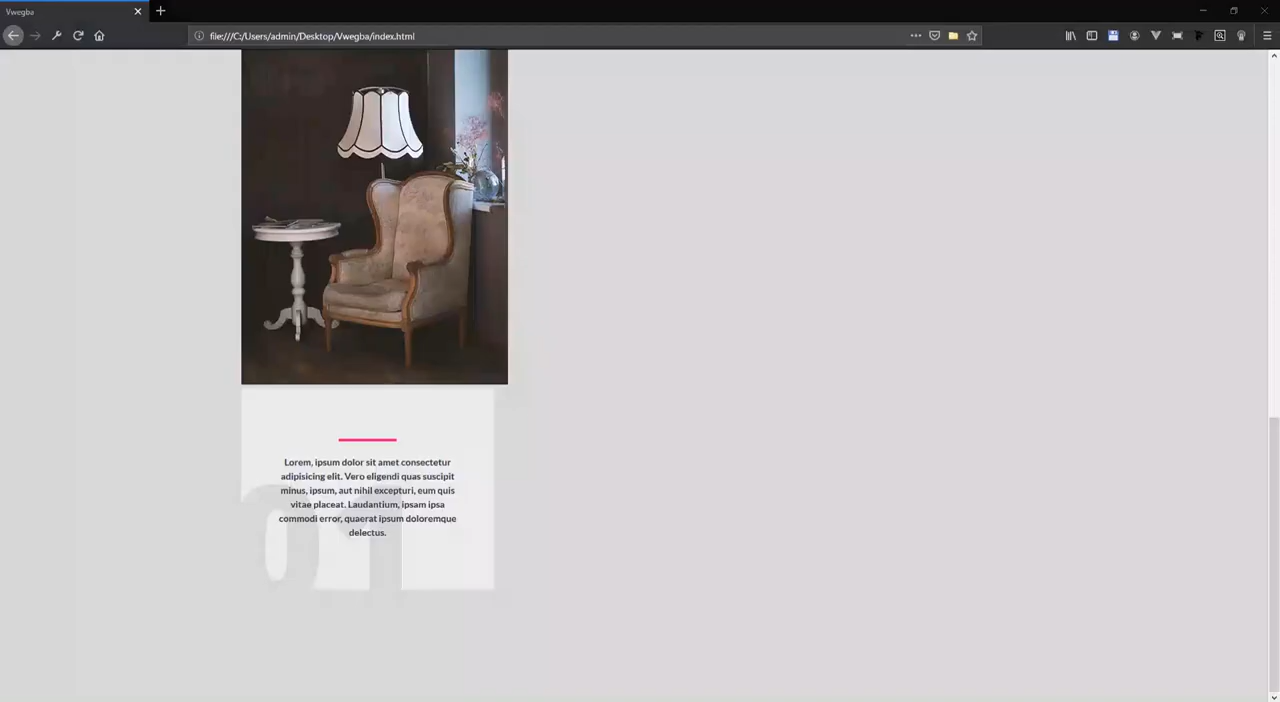 Vwegba
file:///C:/Users/admin/Desktop/Vwegba/index.html
Lorem, ipsum dolor sit amet consectetur
adipisicing elit. Vero eligendi quas suscipit
minus, ipsum, aut nihil excepturi, eum quis
vitae placeat. Laudantium, ipsam ipsa
commodi error, quaerat ipsum doloremque
delectus.
01